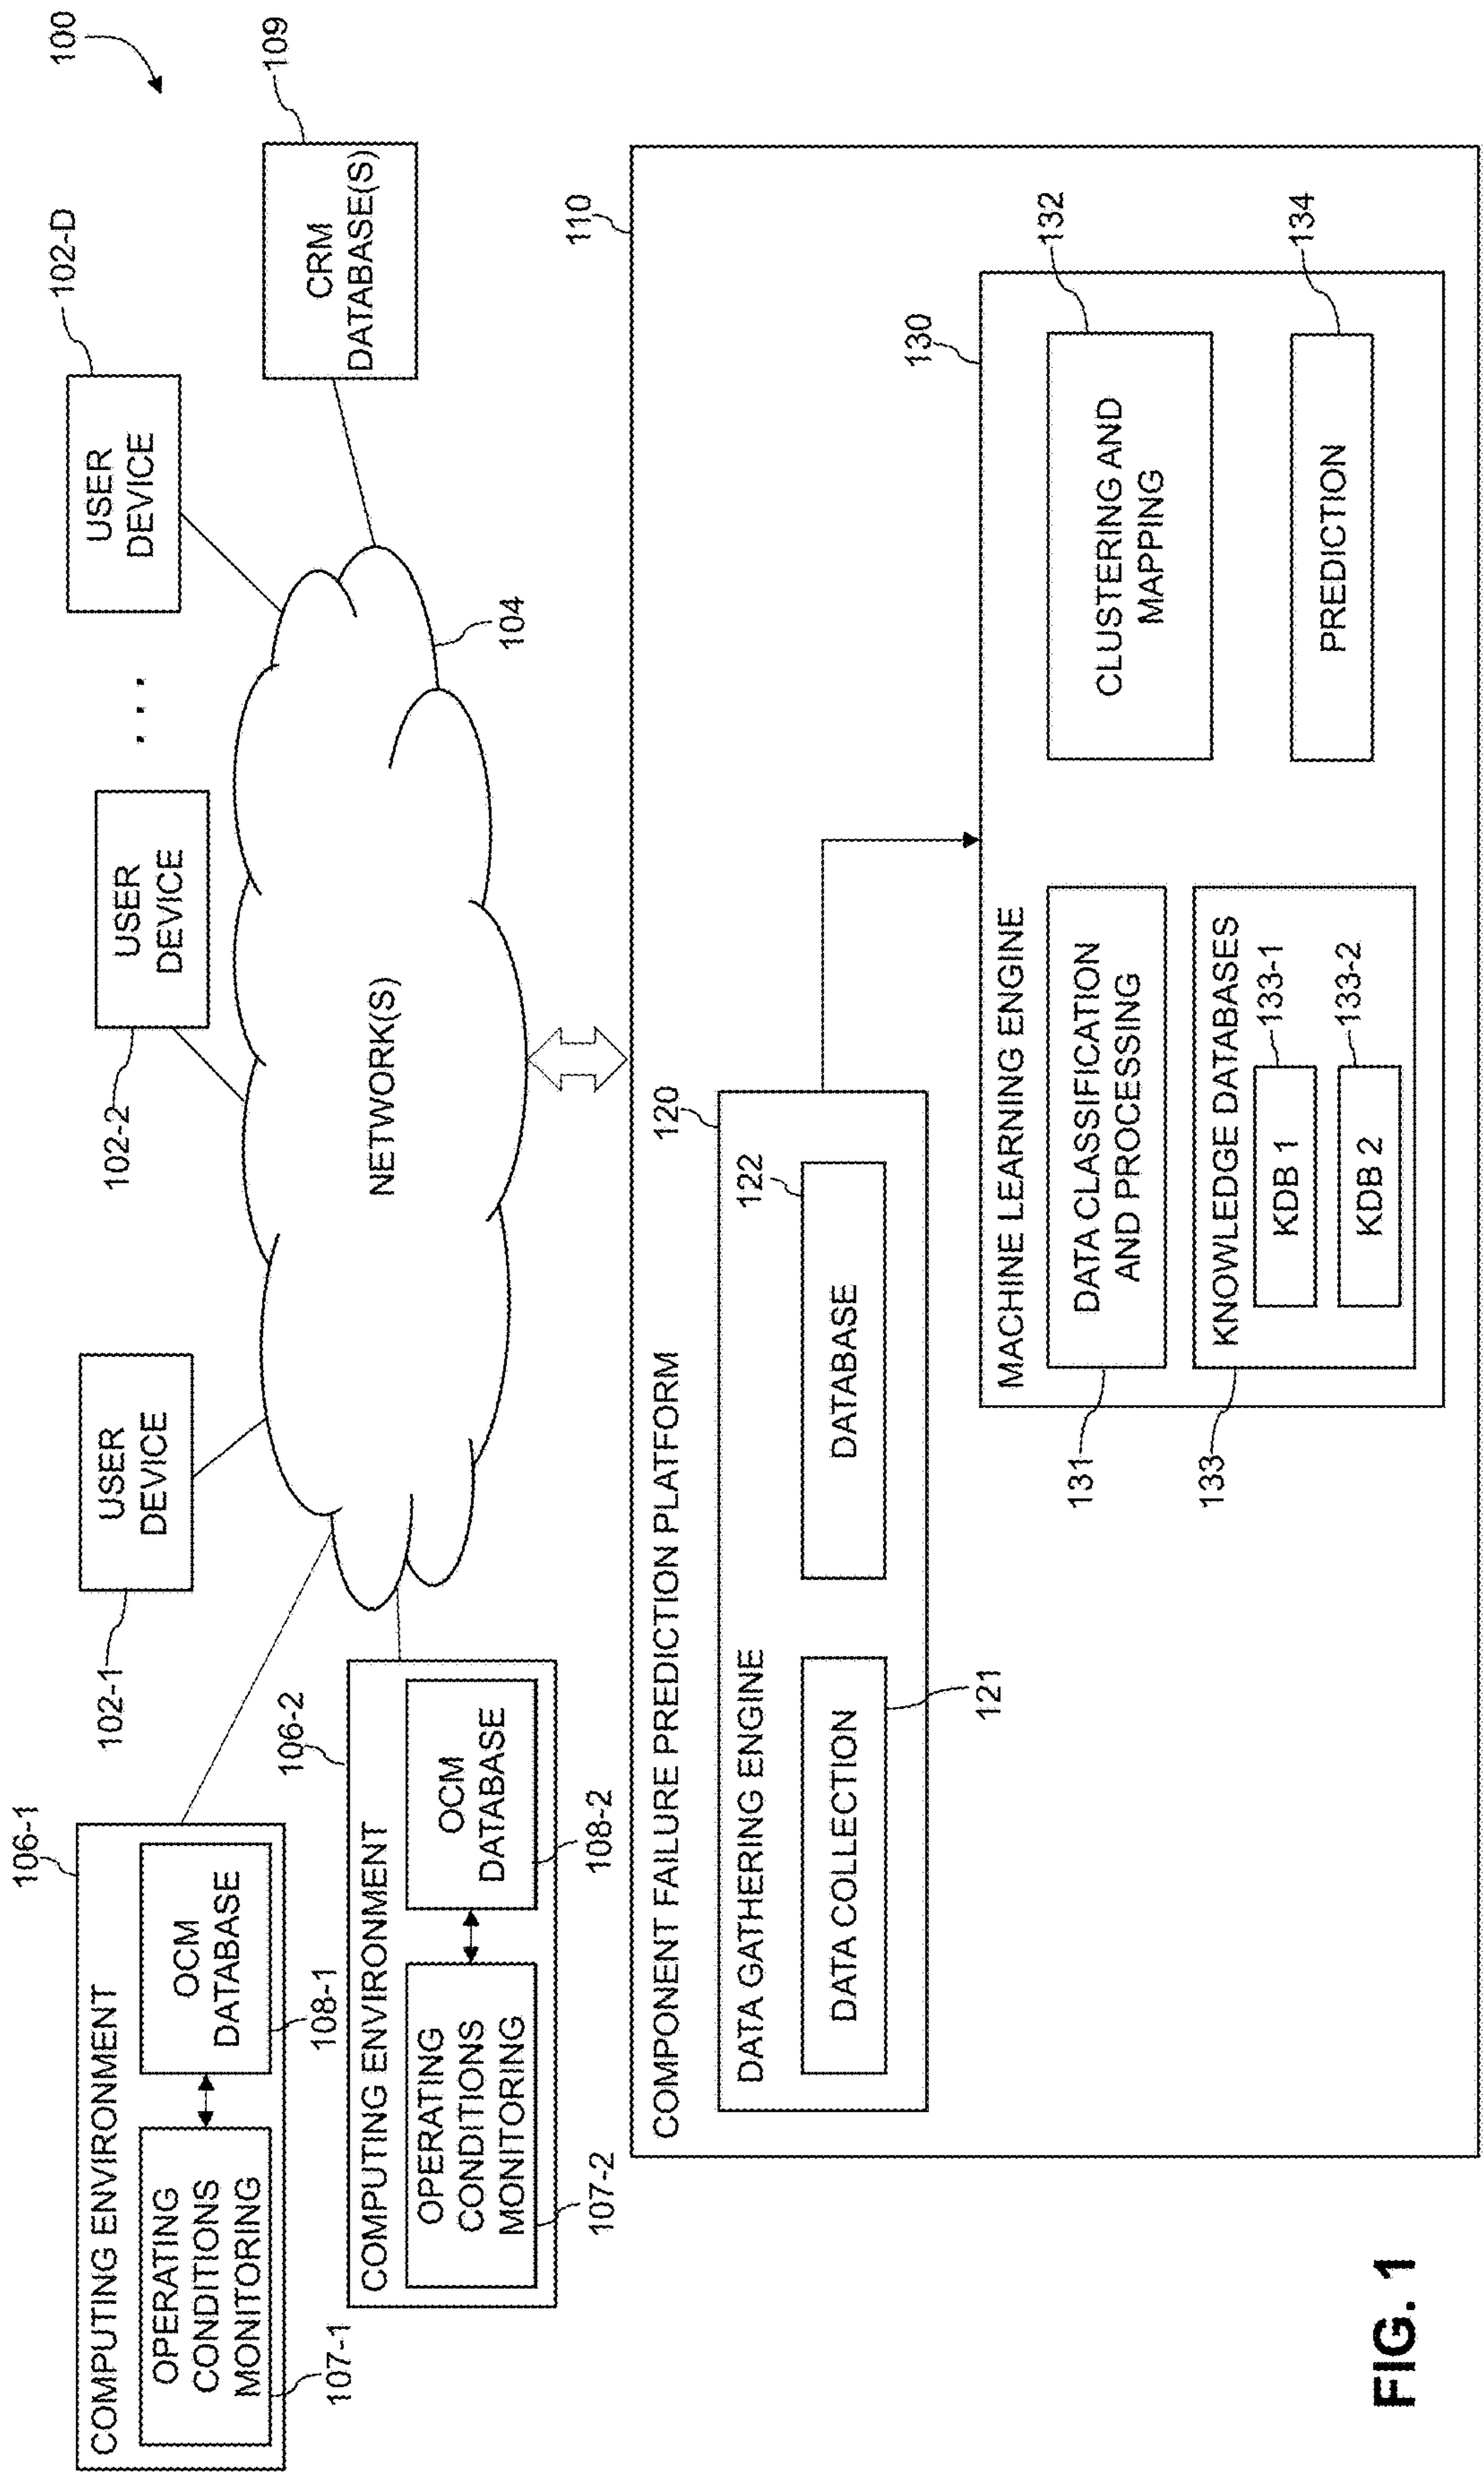 100
106-1
COMPUTING ENVIRONMENT
OPERATING
CONDITIONS
MONITORING
OCM
DATABASE
107-1
108-1
106-2
COMPUTING ENVIRONMENT
OPERATING
CONDITIONS
MONITORING
OCM
DATABASE
107-2
108-2
102-1
USER
DEVICE
102-2
USER
DEVICE
. . .
102-D
USER
DEVICE
109
CRM
DATABASE(S)
NETWORK(S)
104
110
COMPONENT FAILURE PREDICTION PLATFORM
120
DATA GATHERING ENGINE
122
DATA COLLECTION
DATABASE
121
130
MACHINE LEARNING ENGINE
131
DATA CLASSIFICATION
AND PROCESSING
132
CLUSTERING AND
MAPPING
133
KNOWLEDGE DATABASES
KDB 1
133-1
KDB 2
133-2
134
PREDICTION
FIG. 1